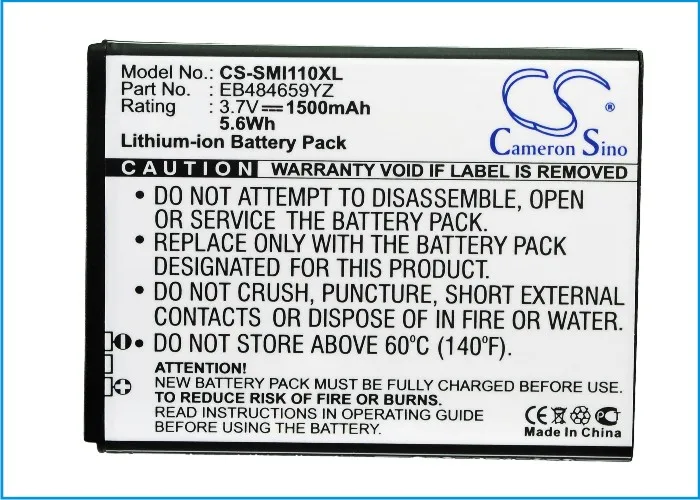 Model No.: CS-SMI110XL
Part No.: EB484659YZ
Rating: 3.7V⎓1500mAh
5.6Wh
Lithium-ion Battery Pack
CS ®
Cameron Sino
CAUTION WARRANTY VOID IF LABEL IS REMOVED
• DO NOT ATTEMPT TO DISASSEMBLE, OPEN
OR SERVICE THE BATTERY PACK.
• REPLACE ONLY WITH THE BATTERY PACK
DESIGNATED FOR THIS PRODUCT.
• DO NOT CRUSH, PUNCTURE, SHORT EXTERNAL
CONTACTS OR DISPOSE OF IN FIRE OR WATER.
• DO NOT STORE ABOVE 60°C (140°F).
ATTENTION!
NEW BATTERY PACK MUST BE FULLY CHARGED BEFORE USE.
TO REDUCE RISK OF FIRE OR BURNS
READ INSTRUCTIONS IN OPERATING GUIDE
BEFORE USING THIS BATTERY PACK.
CE
Made In China